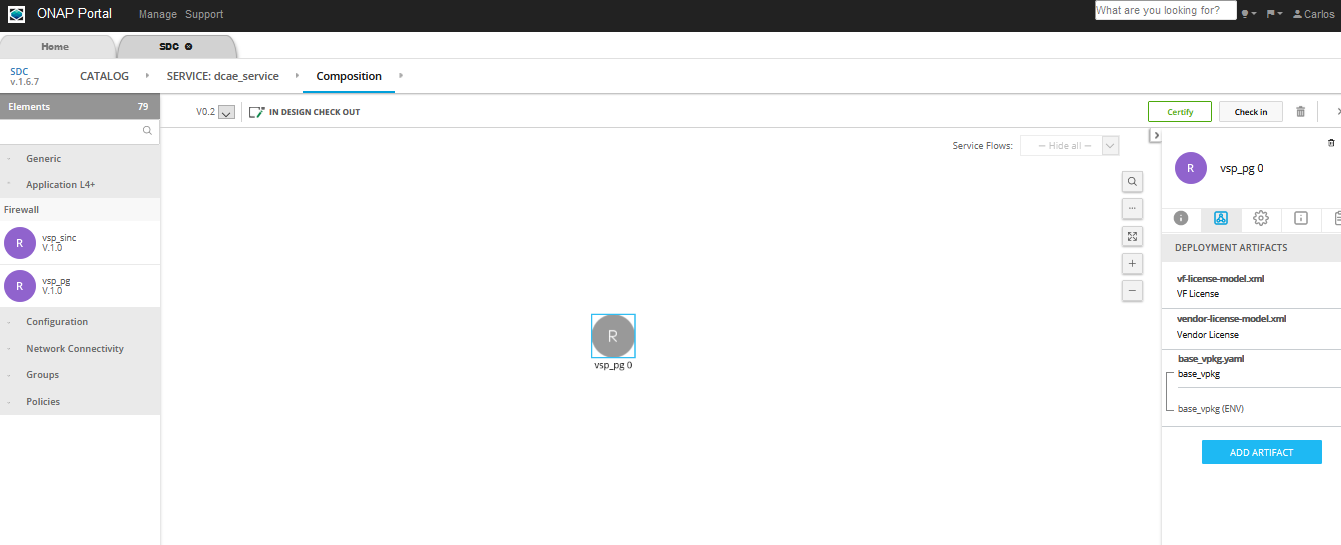 ONAP Portal
Manage
Support
What are you looking for?
Carlos
Home
SDC
SDC
v.1.6.7
CATALOG
SERVICE: dcae_service
Composition
Elements
79
V0.2
IN DESIGN CHECK OUT
Certify
Check in
Generic
Application L4+
Firewall
R
vsp_sinc
V.1.0
R
vsp_pg
V.1.0
Configuration
Network Connectivity
Groups
Policies
Service Flows:
— Hide all —
R
vsp_pg 0
R
vsp_pg 0
DEPLOYMENT ARTIFACTS
vf-license-model.xml
VF License
vendor-license-model.xml
Vendor License
base_vpkg.yaml
base_vpkg
base_vpkg (ENV)
ADD ARTIFACT